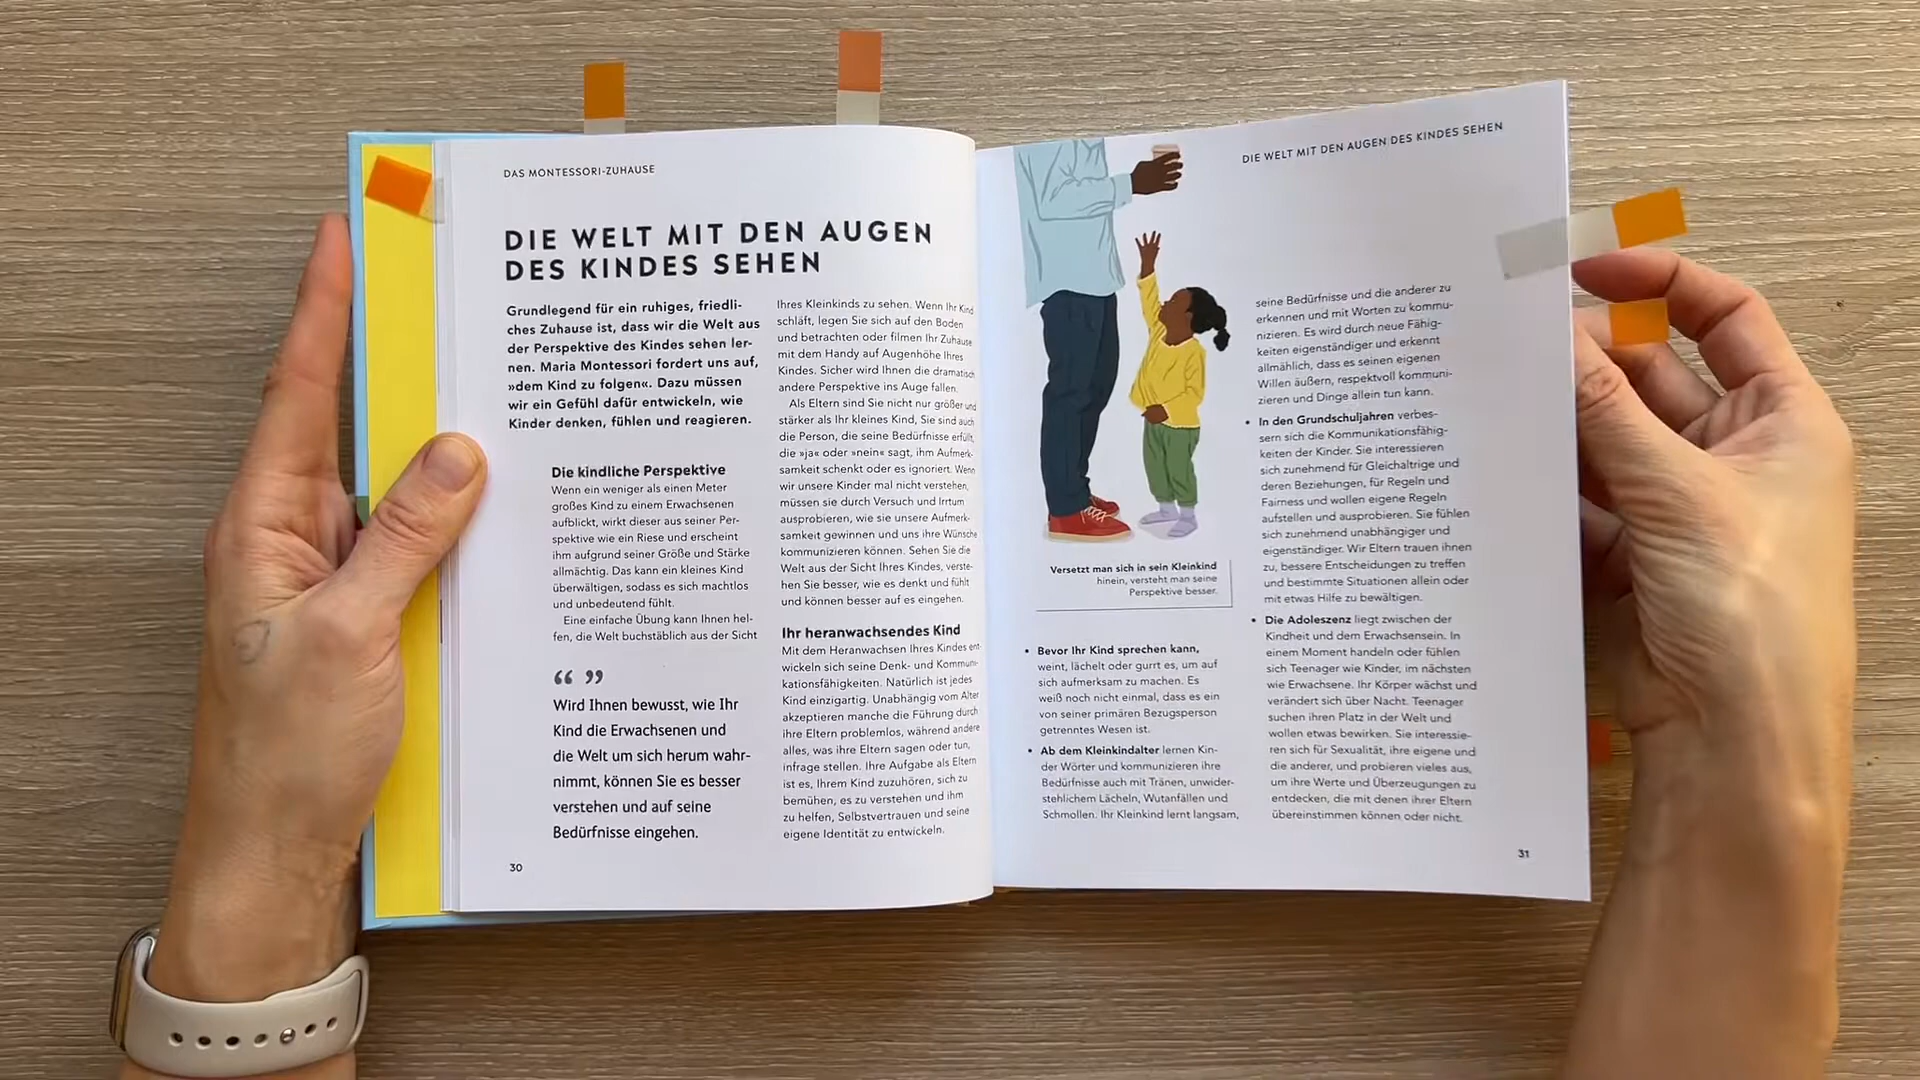 DAS MONTESSORI-ZUHAUSE
DIE WELT MIT DEN AUGEN
DES KINDES SEHEN
Grundlegend für ein ruhiges, friedli-
ches Zuhause ist, dass wir die Welt aus
der Perspektive des Kindes sehen ler-
nen. Maria Montessori fordert uns auf,
»dem Kind zu folgen«. Dazu müssen
wir ein Gefühl dafür entwickeln, wie
Kinder denken, fühlen und reagieren.
Die kindliche Perspektive
Wenn ein weniger als einen Meter
großes Kind zu einem Erwachsenen
aufblickt, wirkt dieser aus seiner Per-
spektive wie ein Riese und erscheint
ihm aufgrund seiner Größe und Stärke
allmächtig. Das kann ein kleines Kind
überwältigen, sodass es sich machtlos
und unbedeutend fühlt.
Eine einfache Übung kann Ihnen hel-
fen, die Welt buchstäblich aus der Sicht
“ ”
Wird Ihnen bewusst, wie Ihr
Kind die Erwachsenen und
die Welt um sich herum wahr-
nimmt, können Sie es besser
verstehen und auf seine
Bedürfnisse eingehen.
30
Ihres Kleinkinds zu sehen. Wenn Ihr Kind
schläft, legen Sie sich auf den Boden
und betrachten oder filmen Ihr Zuhause
mit dem Handy auf Augenhöhe Ihres
Kindes. Sicher wird Ihnen die dramatisch
andere Perspektive ins Auge fallen.
Als Eltern sind Sie nicht nur größer und
stärker als Ihr kleines Kind, Sie sind auch
die Person, die seine Bedürfnisse erfüllt,
die »ja« oder »nein« sagt, ihm Aufmerk-
samkeit schenkt oder es ignoriert. Wenn
wir unsere Kinder mal nicht verstehen,
müssen sie durch Versuch und Irrtum
ausprobieren, wie sie unsere Aufmerk-
samkeit gewinnen und uns ihre Wünsche
kommunizieren können. Sehen Sie die
Welt aus der Sicht Ihres Kindes, verste-
hen Sie besser, wie es denkt und fühlt
und können besser auf es eingehen.
Ihr heranwachsendes Kind
Mit dem Heranwachsen Ihres Kindes ent-
wickeln sich seine Denk- und Kommuni-
kationsfähigkeiten. Natürlich ist jedes
Kind einzigartig. Unabhängig vom Alter
akzeptieren manche die Führung durch
ihre Eltern problemlos, während andere
alles, was ihre Eltern sagen oder tun,
infrage stellen. Ihre Aufgabe als Eltern
ist es, Ihrem Kind zuzuhören, sich zu
bemühen, es zu verstehen und ihm
zu helfen, Selbstvertrauen und seine
eigene Identität zu entwickeln.
DIE WELT MIT DEN AUGEN DES KINDES SEHEN
Versetzt man sich in sein Kleinkind
hinein, versteht man seine
Perspektive besser.
• Bevor Ihr Kind sprechen kann,
weint, lächelt oder gurrt es, um auf
sich aufmerksam zu machen. Es
weiß noch nicht einmal, dass es ein
von seiner primären Bezugsperson
getrenntes Wesen ist.
• Ab dem Kleinkindalter lernen Kin-
der Wörter und kommunizieren ihre
Bedürfnisse auch mit Tränen, unwider-
stehlichem Lächeln, Wutanfällen und
Schmollen. Ihr Kleinkind lernt langsam,
seine Bedürfnisse und die anderer zu
erkennen und mit Worten zu kommu-
nizieren. Es wird durch neue Fähig-
keiten eigenständiger und erkennt
allmählich, dass es seinen eigenen
Willen äußern, respektvoll kommuni-
zieren und Dinge allein tun kann.
• In den Grundschuljahren verbes-
sern sich die Kommunikationsfähig-
keiten der Kinder. Sie interessieren
sich zunehmend für Gleichaltrige und
deren Beziehungen, für Regeln und
Fairness und wollen eigene Regeln
aufstellen und ausprobieren. Sie fühlen
sich zunehmend unabhängiger und
eigenständiger. Wir Eltern trauen ihnen
zu, bessere Entscheidungen zu treffen
und bestimmte Situationen allein oder
mit etwas Hilfe zu bewältigen.
• Die Adoleszenz liegt zwischen der
Kindheit und dem Erwachsensein. In
einem Moment handeln oder fühlen
sich Teenager wie Kinder, im nächsten
wie Erwachsene. Ihr Körper wächst und
verändert sich über Nacht. Teenager
suchen ihren Platz in der Welt und
wollen etwas bewirken. Sie interessie-
ren sich für Sexualität, ihre eigene und
die anderer, und probieren vieles aus,
um ihre Werte und Überzeugungen zu
entdecken, die mit denen ihrer Eltern
übereinstimmen können oder nicht.
31